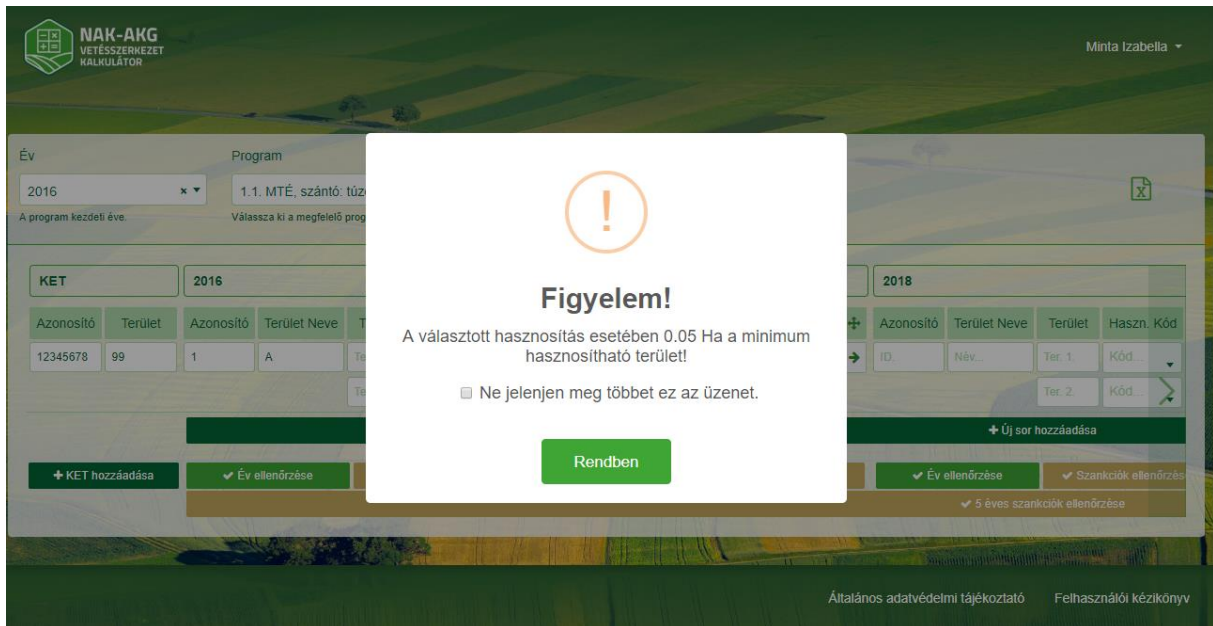 NAK-AKG
VETÉSSZERKEZET
KALKULÁTOR
Minta Izabella
Év
Program
2016
1.1. MTÉ, szántó:
A program kezdeti éve.
Válassza ki a megfelelő
Figyelem!
A választott hasznosítás esetében 0.05 Ha a minimum
hasznosítható terület!
Ne jelenjen meg többet ez az üzenet.
Rendben
KET
2016
2018
Azonosító Terület Azonosító Terület Neve
Azonosító Terület Neve Terület Haszn. Kód
12345678 99 1 A
ID. Név... Ter. 1. Kód...
Ter. 2. Kód...
+ Új sor hozzáadása
+ KET hozzáadása
Év ellenőrzése
Év ellenőrzése
Szankciók ellenőrzése
5 éves szankciók ellenőrzése
Általános adatvédelmi tájékoztató Felhasználói kézikönyv